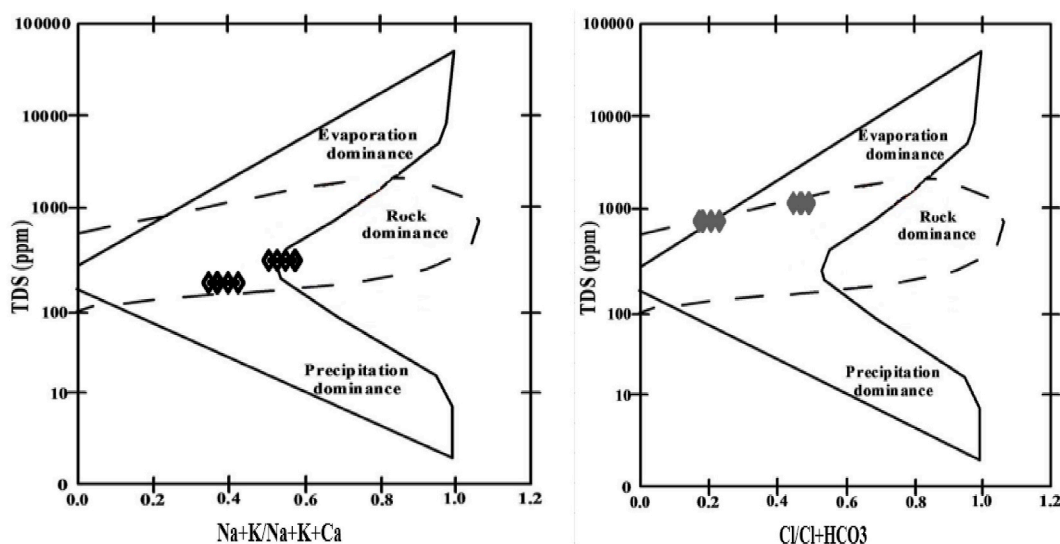 100000
10000
1000
100
10
0
TDS (ppm)
Evaporation
dominance
Rock
dominance
Precipitation
dominance
0.0 0.2 0.4 0.6 0.8 1.0 1.2
Na+K/Na+K+Ca
100000
10000
1000
100
10
0
TDS (ppm)
Evaporation
dominance
Rock
dominance
Precipitation
dominance
0.0 0.2 0.4 0.6 0.8 1.0 1.2
Cl/Cl+HCO3